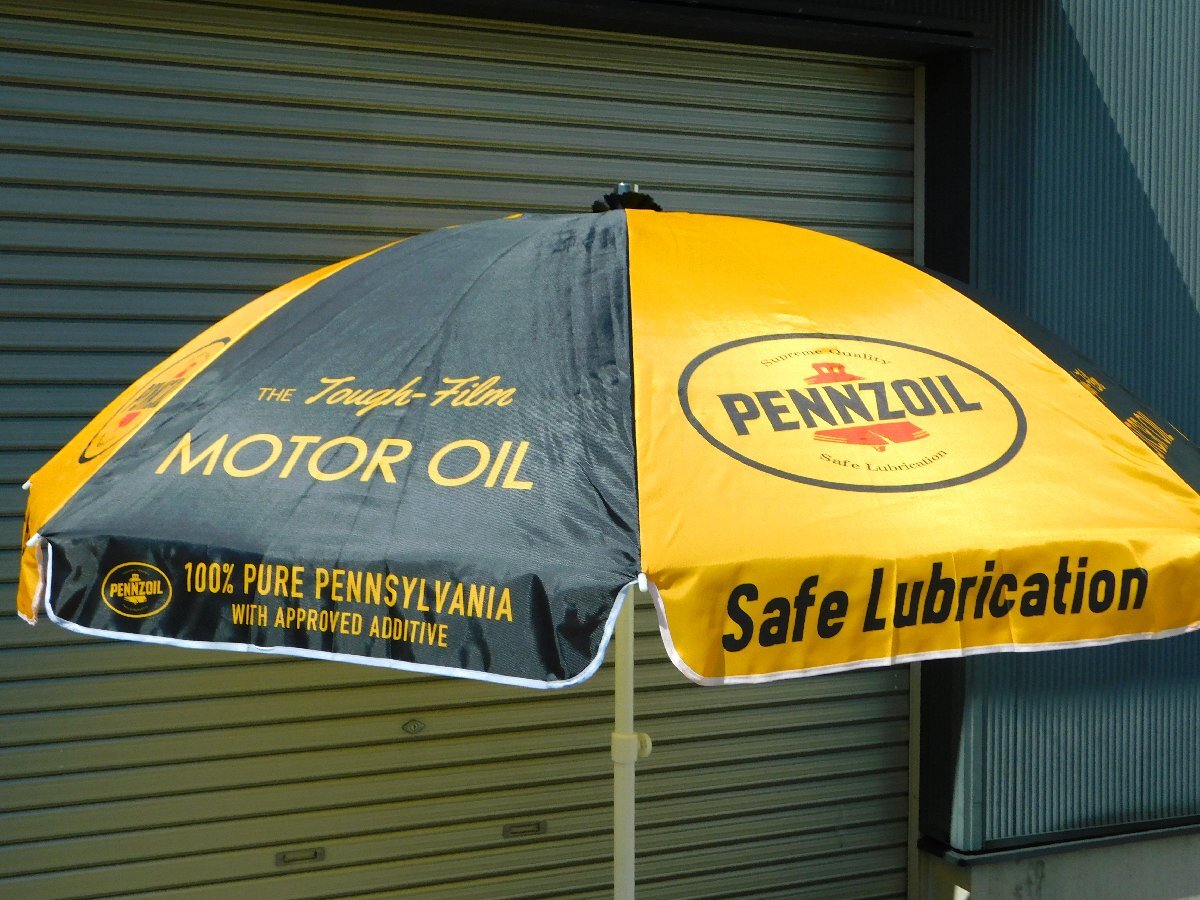 THE Tough-Film
MOTOR OIL
PENNZOIL
100% PURE PENNSYLVANIA
WITH APPROVED ADDITIVE
Supreme Quality
PENNZOIL
Safe Lubrication
Safe Lubrication